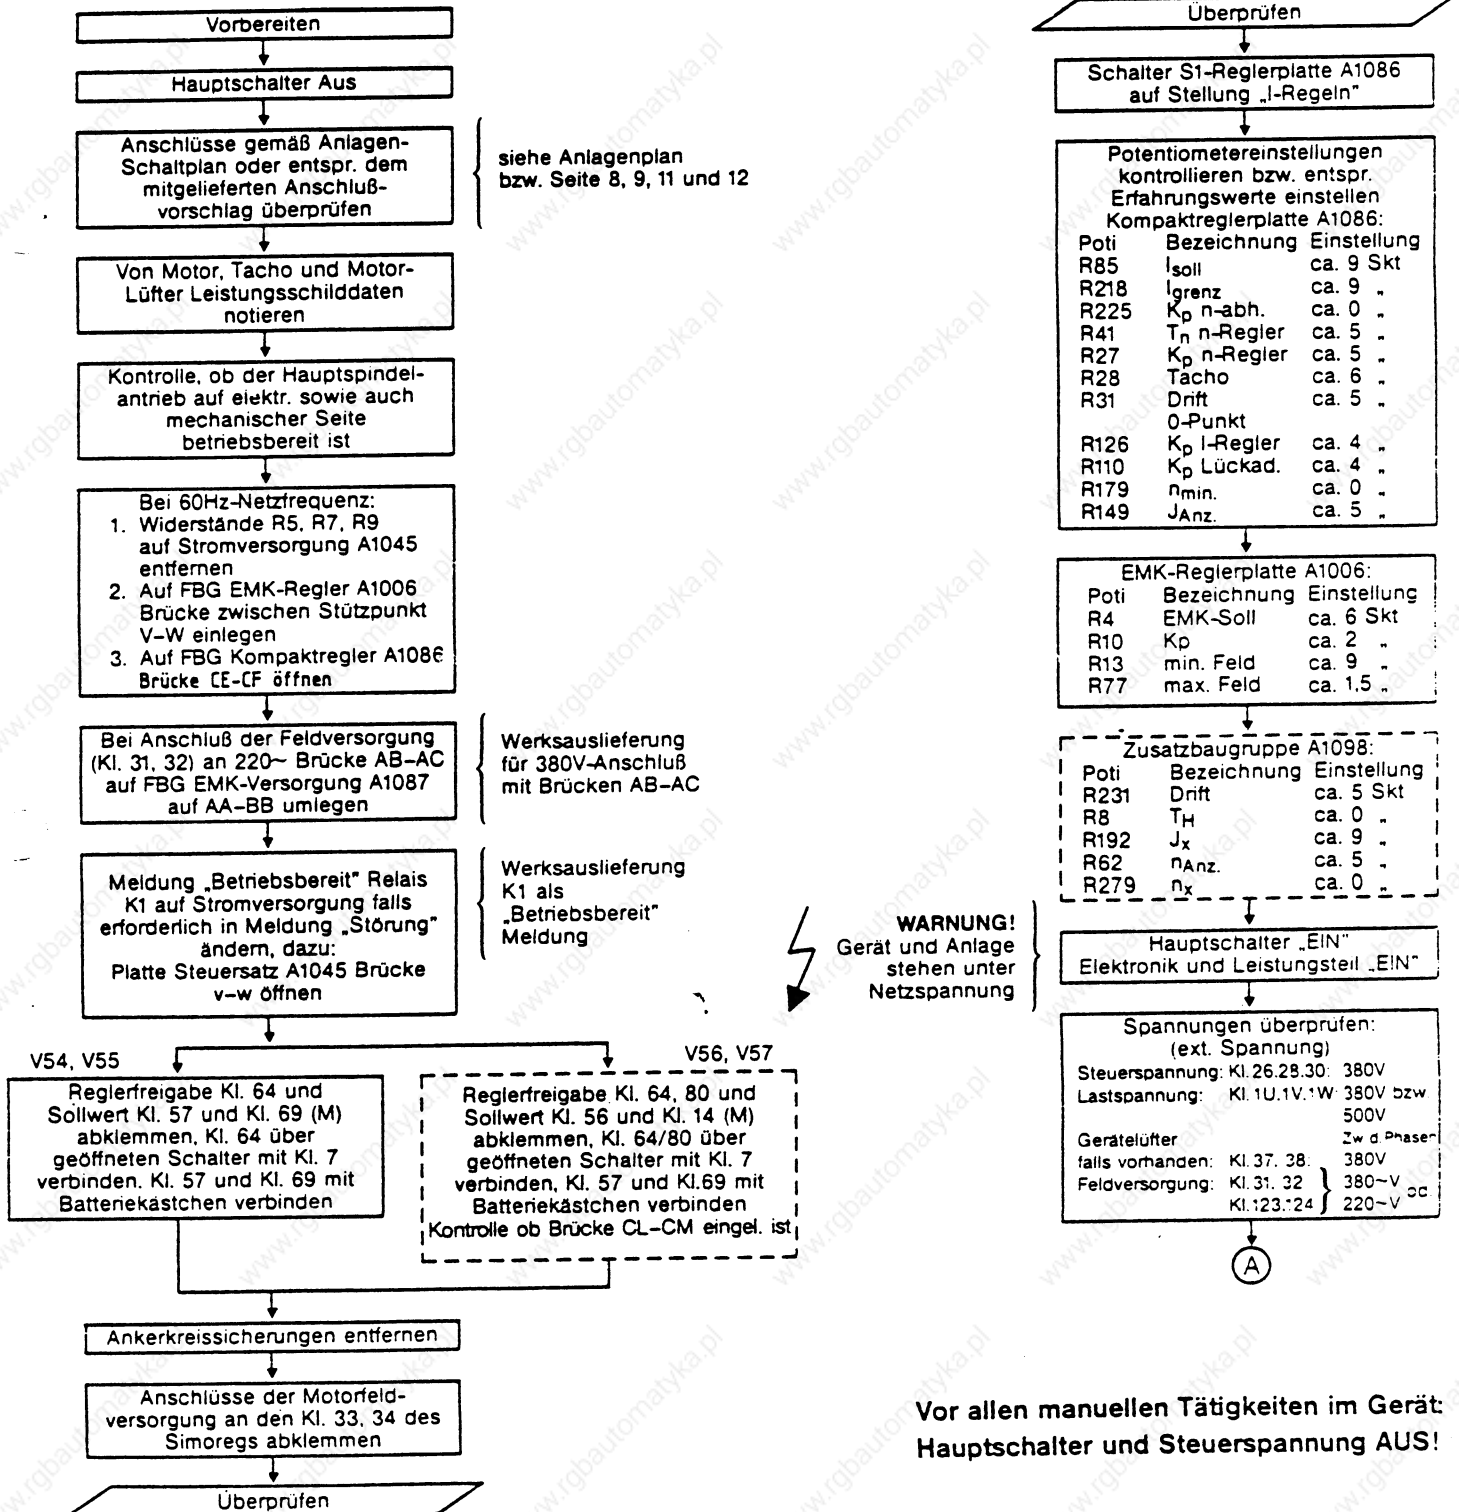 Vorbereiten
Hauptschalter Aus
Anschlüsse gemäß Anlagen-
Schaltplan oder entspr. dem
mitgelieferten Anschluß-
vorschlag überprüfen
siehe Anlagenplan
bzw. Seite 8, 9, 11 und 12
Von Motor, Tacho und Motor-
Lüfter Leistungsschilddaten
notieren
Kontrolle, ob der Hauptspindel-
antrieb auf elektr. sowie auch
mechanischer Seite
betriebsbereit ist
Bei 60Hz-Netzfrequenz:
1. Widerstände R5, R7, R9
auf Stromversorgung A1045
entfernen
2. Auf FBG EMK-Regler A1006
Brücke zwischen Stützpunkt
V-W einlegen
3. Auf FBG Kompaktregler A1086
Brücke CE-CF öffnen
Bei Anschluß der Feldversorgung
(Kl. 31, 32) an 220~ Brücke AB-AC
auf FBG EMK-Versorgung A1087
auf AA-BB umlegen
Werksauslieferung
für 380V-Anschluß
mit Brücken AB-AC
Meldung „Betriebsbereit" Relais
K1 auf Stromversorgung falls
erforderlich in Meldung „Störung"
ändern, dazu:
Platte Steuersatz A1045 Brücke
v-w öffnen
Werksauslieferung
K1 als
„Betriebsbereit"
Meldung
V54, V55
Reglerfreigabe Kl. 64 und
Sollwert Kl. 57 und Kl. 69 (M)
abklemmen, Kl. 64 über
geöffneten Schalter mit Kl. 7
verbinden. Kl. 57 und Kl. 69 mit
Batteriekästchen verbinden
V56, V57
Reglerfreigabe Kl. 64, 80 und
Sollwert Kl. 56 und Kl. 14 (M)
abklemmen, Kl. 64/80 über
geöffneten Schalter mit Kl. 7
verbinden, Kl. 57 und Kl.69 mit
Batteriekästchen verbinden
Kontrolle ob Brücke CL-CM eingel. ist
Ankerkreissicherungen entfernen
Anschlüsse der Motorfeld-
versorgung an den Kl. 33, 34 des
Simoregs abklemmen
Überprüfen
Überprüfen
Schalter S1-Reglerplatte A1086
auf Stellung „I-Regeln"
Potentiometereinstellungen
kontrollieren bzw. entspr.
Erfahrungswerte einstellen
Kompaktreglerplatte A1086:
Poti Bezeichnung Einstellung
R85 Isoll ca. 9 Skt
R218 Igrenz ca. 9 „
R225 Kp n-abh. ca. 0 „
R41 Tn n-Regler ca. 5 „
R27 Kp n-Regler ca. 5 „
R28 Tacho ca. 6 „
R31 Drift ca. 5 „
0-Punkt
R126 Kp I-Regler ca. 4 „
R110 Kp Lückad. ca. 4 „
R179 nmin. ca. 0 „
R149 JAnz. ca. 5 „
EMK-Reglerplatte A1006:
Poti Bezeichnung Einstellung
R4 EMK-Soll ca. 6 Skt
R10 Kp ca. 2 „
R13 min. Feld ca. 9 „
R77 max. Feld ca. 1,5 „
Zusatzbaugruppe A1098:
Poti Bezeichnung Einstellung
R231 Drift ca. 5 Skt
R8 TH ca. 0 „
R192 Jx ca. 9 „
R62 nAnz. ca. 5 „
R279 nx ca. 0 „
WARNUNG!
Gerät und Anlage
stehen unter
Netzspannung
Hauptschalter „EIN"
Elektronik und Leistungsteil „EIN"
Spannungen überprüfen:
(ext. Spannung)
Steuerspannung: Kl. 26.28.30: 380V
Lastspannung: Kl. 1U.1V.1W: 380V bzw
500V
Gerätelüfter Zw d. Phasen
falls vorhanden: Kl. 37. 38: 380V
Feldversorgung: Kl. 31. 32 380~V
Kl. 123.124 220~V
A
Vor allen manuellen Tätigkeiten im Gerät:
Hauptschalter und Steuerspannung AUS!
www.rgbautomatyka.pl